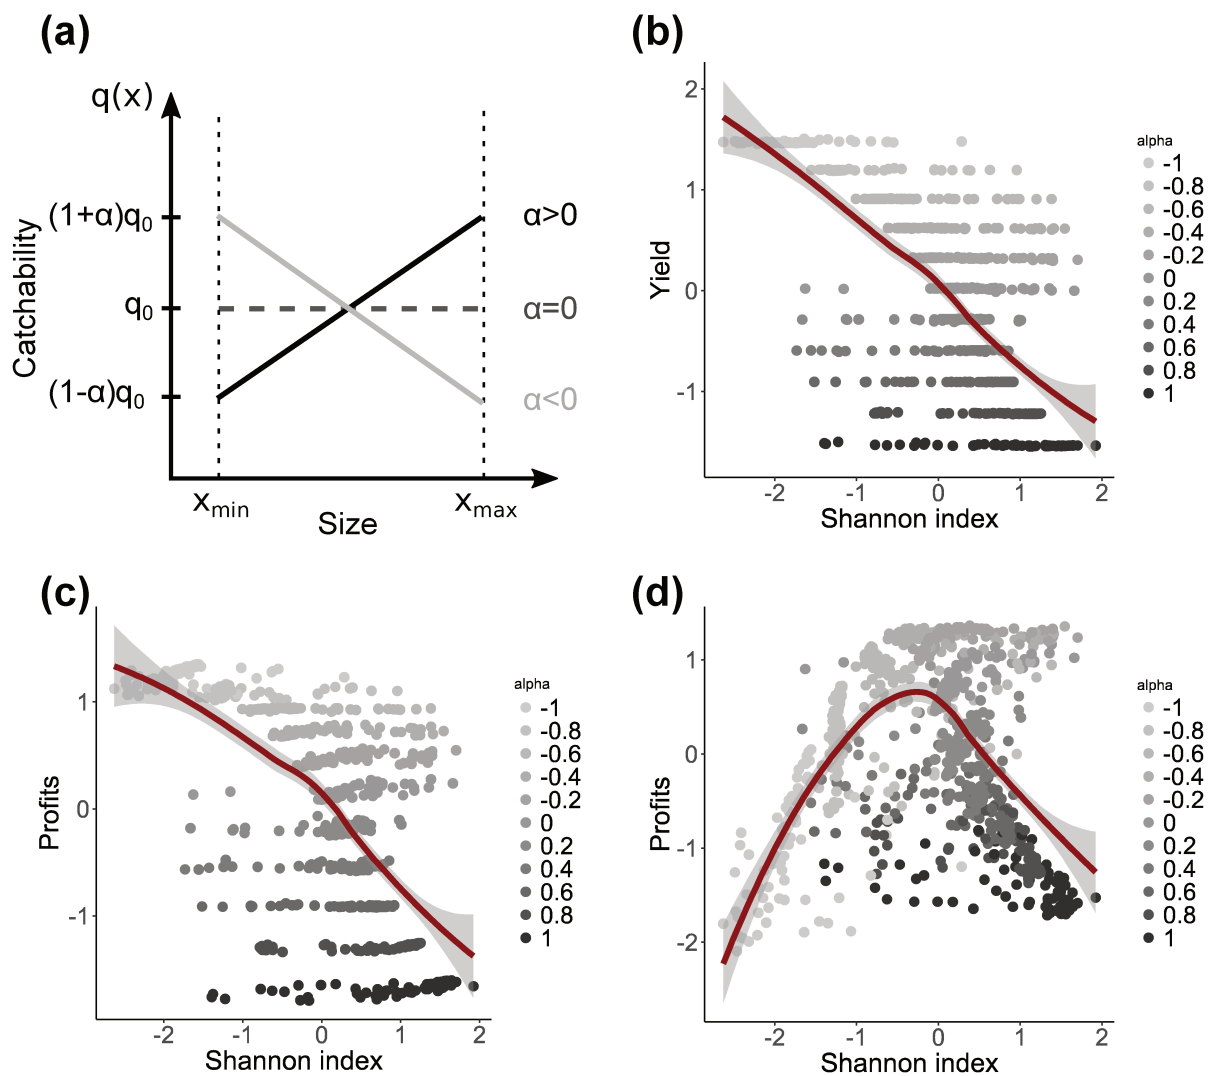 (a)
q(x)
Catchability
(1+α)q₀
q₀
(1-α)q₀
α>0
α=0
α<0
xmin
xmax
Size
(b)
Yield
2
1
0
-1
-2
-1
0
1
2
Shannon index
alpha
-1
-0.8
-0.6
-0.4
-0.2
0
0.2
0.4
0.6
0.8
1
(c)
Profits
1
0
-1
-2
-1
0
1
2
Shannon index
alpha
-1
-0.8
-0.6
-0.4
-0.2
0
0.2
0.4
0.6
0.8
1
(d)
Profits
1
0
-1
-2
-2
-1
0
1
2
Shannon index
alpha
-1
-0.8
-0.6
-0.4
-0.2
0
0.2
0.4
0.6
0.8
1